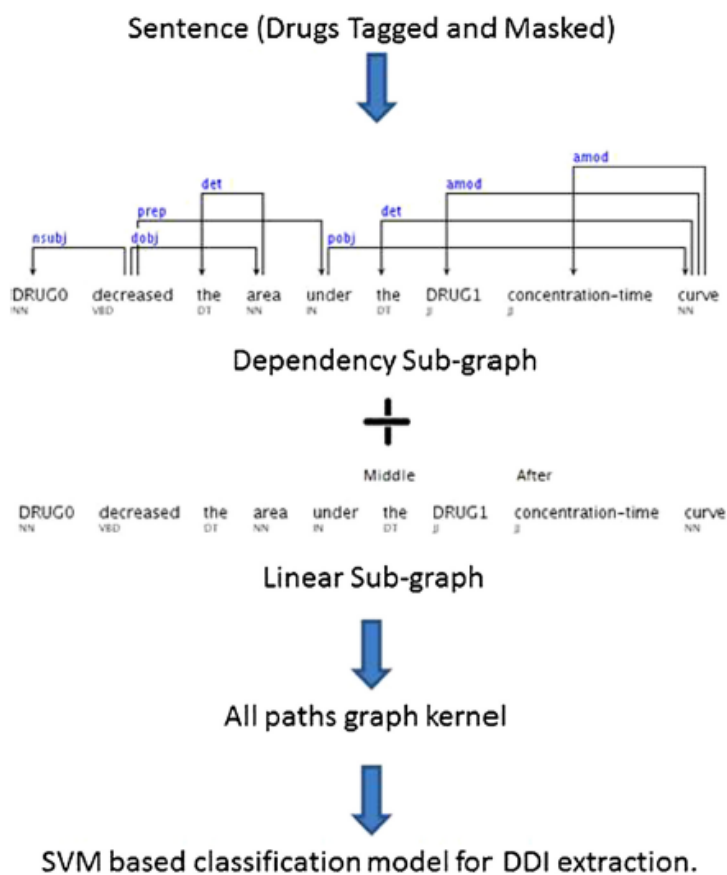 Sentence (Drugs Tagged and Masked)
amod
det amod
prep det
nsubj dobj pobj
DRUG0 decreased the area under the DRUG1 concentration-time curve
NN VBD DT NN IN DT JJ JJ NN
Dependency Sub-graph
Middle After
DRUG0 decreased the area under the DRUG1 concentration-time curve
NN VBD DT NN IN DT JJ JJ NN
Linear Sub-graph
All paths graph kernel
SVM based classification model for DDI extraction.